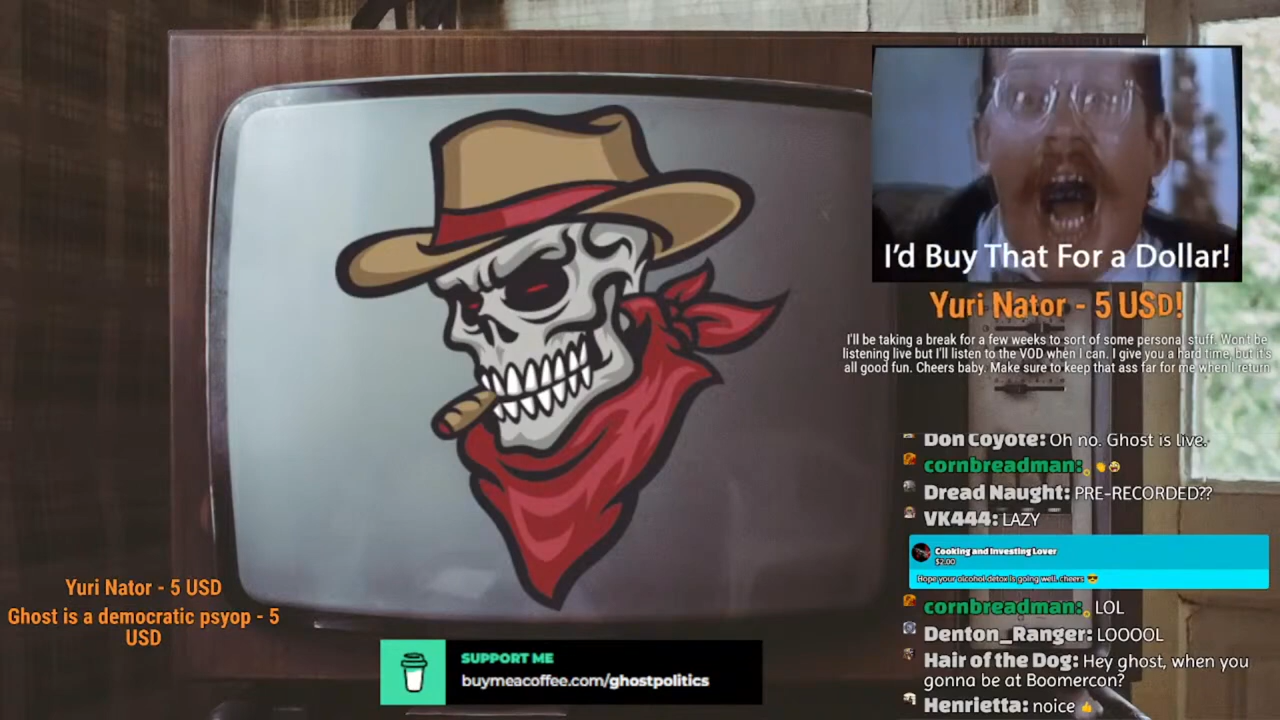 I'd Buy That For a Dollar!
Yuri Nator - 5 USD!
I'll be taking a break for a few weeks to sort of some personal stuff. Wont be
listening live but I'll listen to the VOD when I can. I give you a hard time, but it's
all good fun. Cheers baby. Make sure to keep that ass far for me when I return
Don Coyote: Oh no. Ghost is live.
cornbreadman:
Dread Naught: PRE-RECORDED??
VK444: LAZY
Cooking and Investing Lover
$2.00
Hope your alcohol detox is going well, cheers 😎
cornbreadman: LOL
Denton_Ranger: LOOOOL
Hair of the Dog: Hey ghost, when you
gonna be at Boomercon?
Henrietta: noice 👍
Yuri Nator - 5 USD
Ghost is a democratic psyop - 5
USD
SUPPORT ME
buymeacoffee.com/ghostpolitics